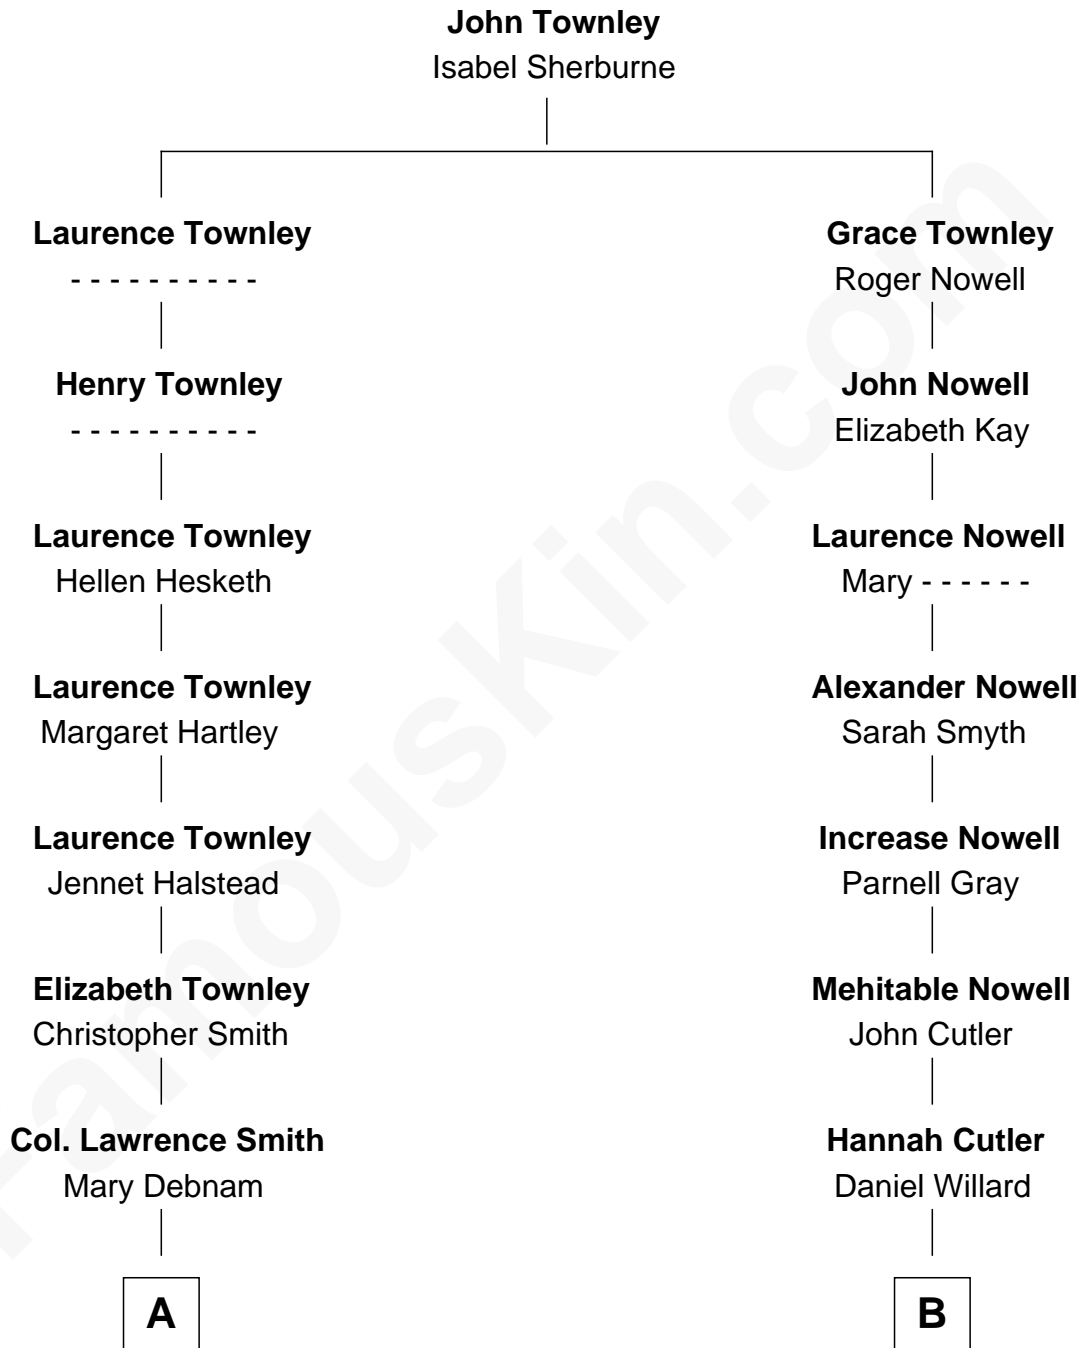 John Townley
Isabel Sherburne
Laurence Townley
- - - - - - - - - -
Henry Townley
- - - - - - - - - -
Laurence Townley
Hellen Hesketh
Laurence Townley
Margaret Hartley
Laurence Townley
Jennet Halstead
Elizabeth Townley
Christopher Smith
Col. Lawrence Smith
Mary Debnam
A
Grace Townley
Roger Nowell
John Nowell
Elizabeth Kay
Laurence Nowell
Mary - - - - - -
Alexander Nowell
Sarah Smyth
Increase Nowell
Parnell Gray
Mehitable Nowell
John Cutler
Hannah Cutler
Daniel Willard
B
FamousKin.com